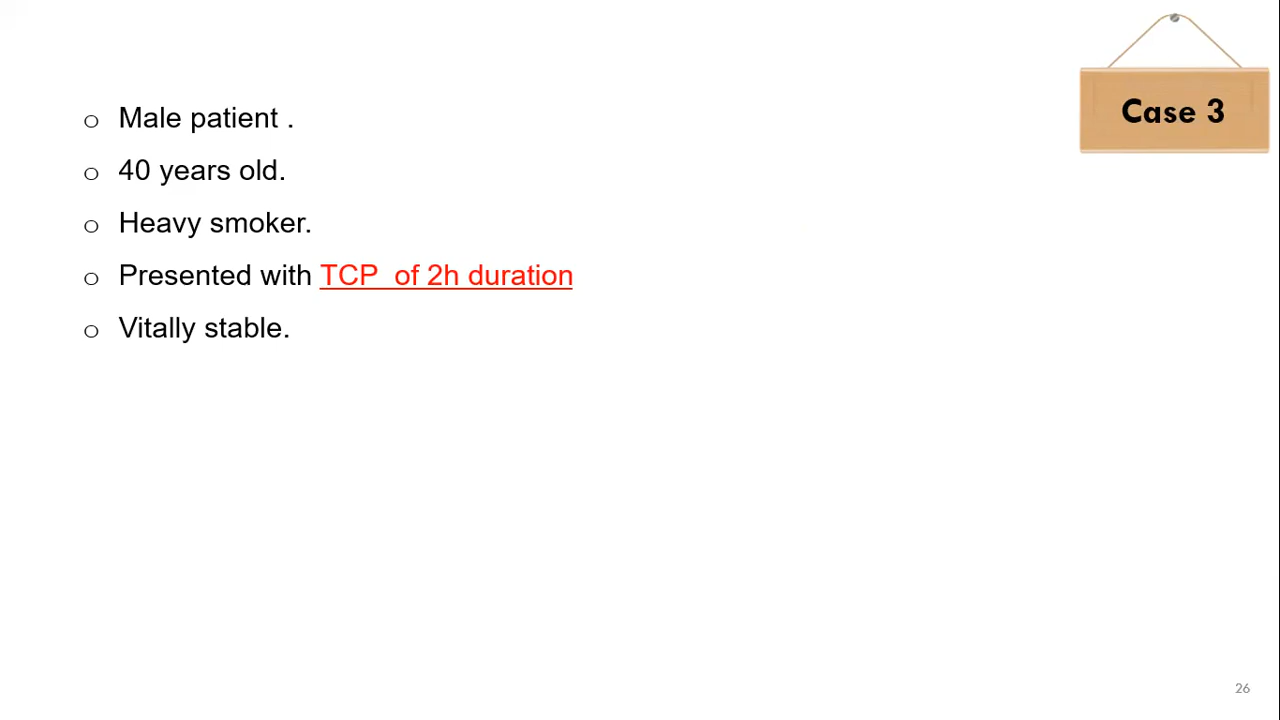 Case 3
o Male patient .
o 40 years old.
o Heavy smoker.
o Presented with TCP  of 2h duration
o Vitally stable.
26